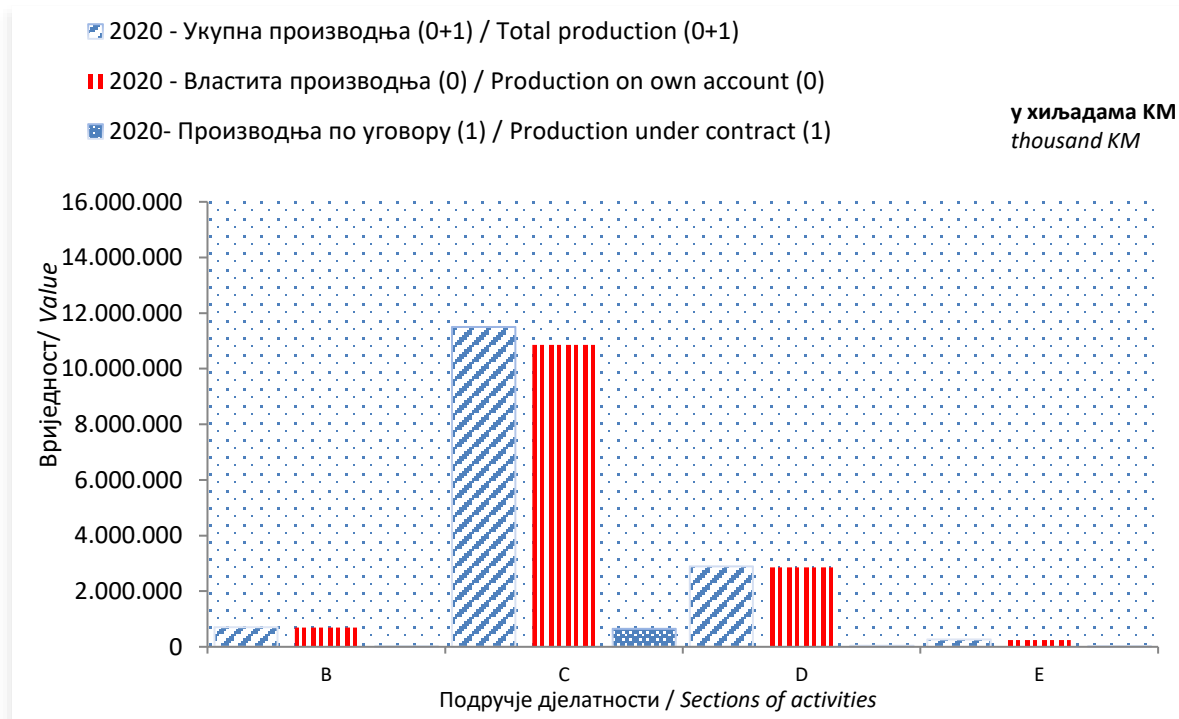 2020 - Укупна производња (0+1) / Total production (0+1)
2020 - Властита производња (0) / Production on own account (0)
2020- Производња по уговору (1) / Production under contract (1)
у хиљадама КМ
thousand KM
Вриједност/ Value
16.000.000
14.000.000
12.000.000
10.000.000
8.000.000
6.000.000
4.000.000
2.000.000
0
B
C
D
E
Подручје дјелатности / Sections of activities